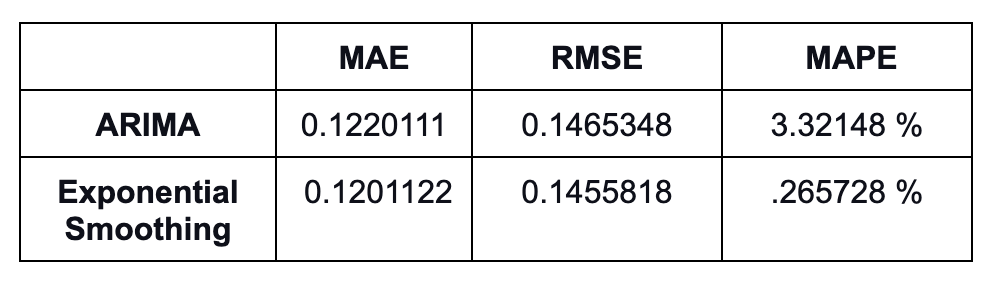 MAE RMSE MAPE
ARIMA 0.1220111 0.1465348 3.32148 %
Exponential 0.1201122 0.1455818 .265728 %
Smoothing